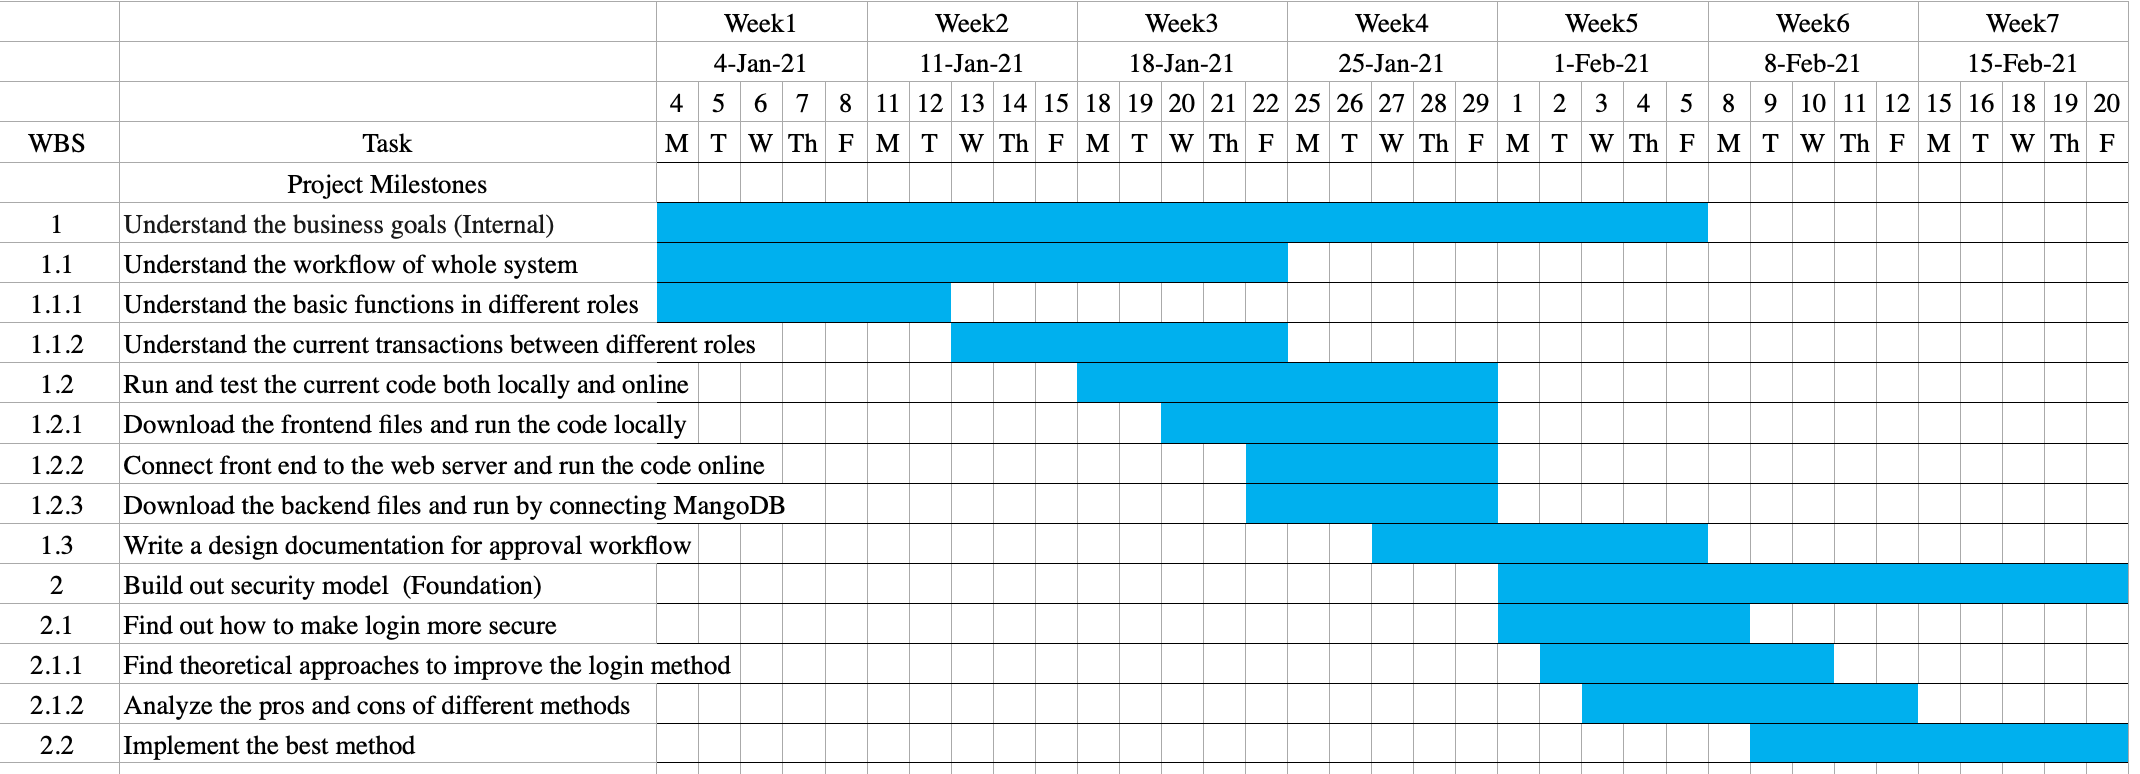 Week1 Week2 Week3 Week4 Week5 Week6 Week7
4-Jan-21 11-Jan-21 18-Jan-21 25-Jan-21 1-Feb-21 8-Feb-21 15-Feb-21
4 5 6 7 8 11 12 13 14 15 18 19 20 21 22 25 26 27 28 29 1 2 3 4 5 8 9 10 11 12 15 16 18 19 20
WBS Task M T W Th F M T W Th F M T W Th F M T W Th F M T W Th F M T W Th F M T W Th F
Project Milestones
1 Understand the business goals (Internal)
1.1 Understand the workflow of whole system
1.1.1 Understand the basic functions in different roles
1.1.2 Understand the current transactions between different roles
1.2 Run and test the current code both locally and online
1.2.1 Download the frontend files and run the code locally
1.2.2 Connect front end to the web server and run the code online
1.2.3 Download the backend files and run by connecting MangoDB
1.3 Write a design documentation for approval workflow
2 Build out security model (Foundation)
2.1 Find out how to make login more secure
2.1.1 Find theoretical approaches to improve the login method
2.1.2 Analyze the pros and cons of different methods
2.2 Implement the best method